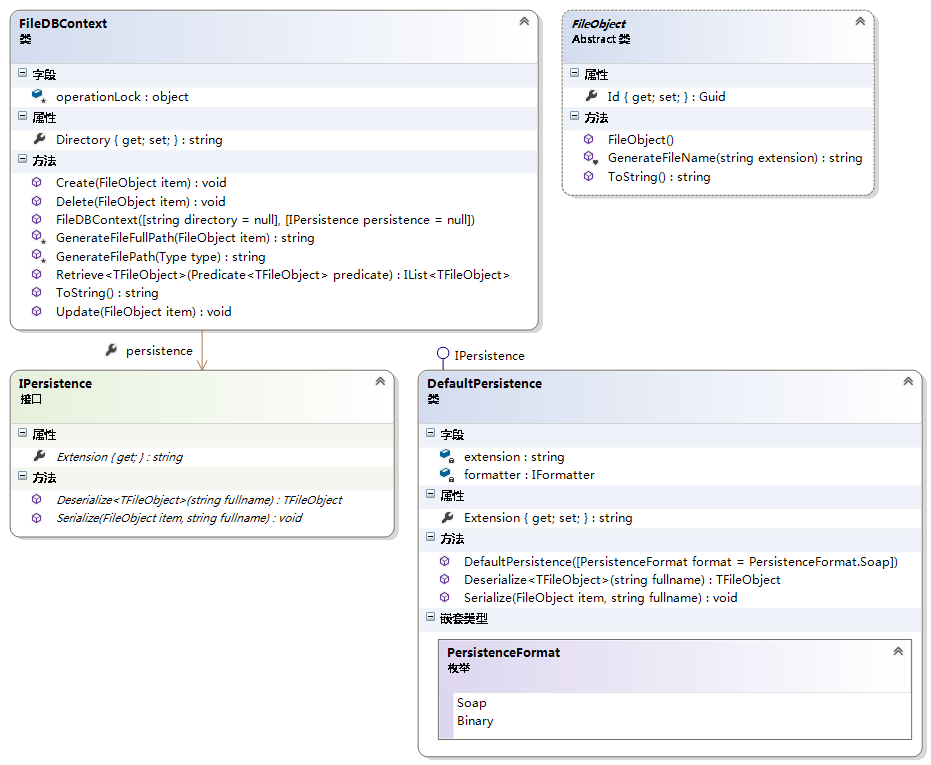 FileDBContext
类
字段
operationLock : object
属性
Directory { get; set; } : string
方法
Create(FileObject item) : void
Delete(FileObject item) : void
FileDBContext([string directory = null], [IPersistence persistence = null])
GenerateFileFullPath(FileObject item) : string
GenerateFilePath(Type type) : string
Retrieve<TFileObject>(Predicate<TFileObject> predicate) : IList<TFileObject>
ToString() : string
Update(FileObject item) : void
FileObject
Abstract 类
属性
Id { get; set; } : Guid
方法
FileObject()
GenerateFileName(string extension) : string
ToString() : string
persistence
IPersistence
接口
属性
Extension { get; } : string
方法
Deserialize<TFileObject>(string fullname) : TFileObject
Serialize(FileObject item, string fullname) : void
IPersistence
DefaultPersistence
类
字段
extension : string
formatter : IFormatter
属性
Extension { get; set; } : string
方法
DefaultPersistence([PersistenceFormat format = PersistenceFormat.Soap])
Deserialize<TFileObject>(string fullname) : TFileObject
Serialize(FileObject item, string fullname) : void
嵌套类型
PersistenceFormat
枚举
Soap
Binary